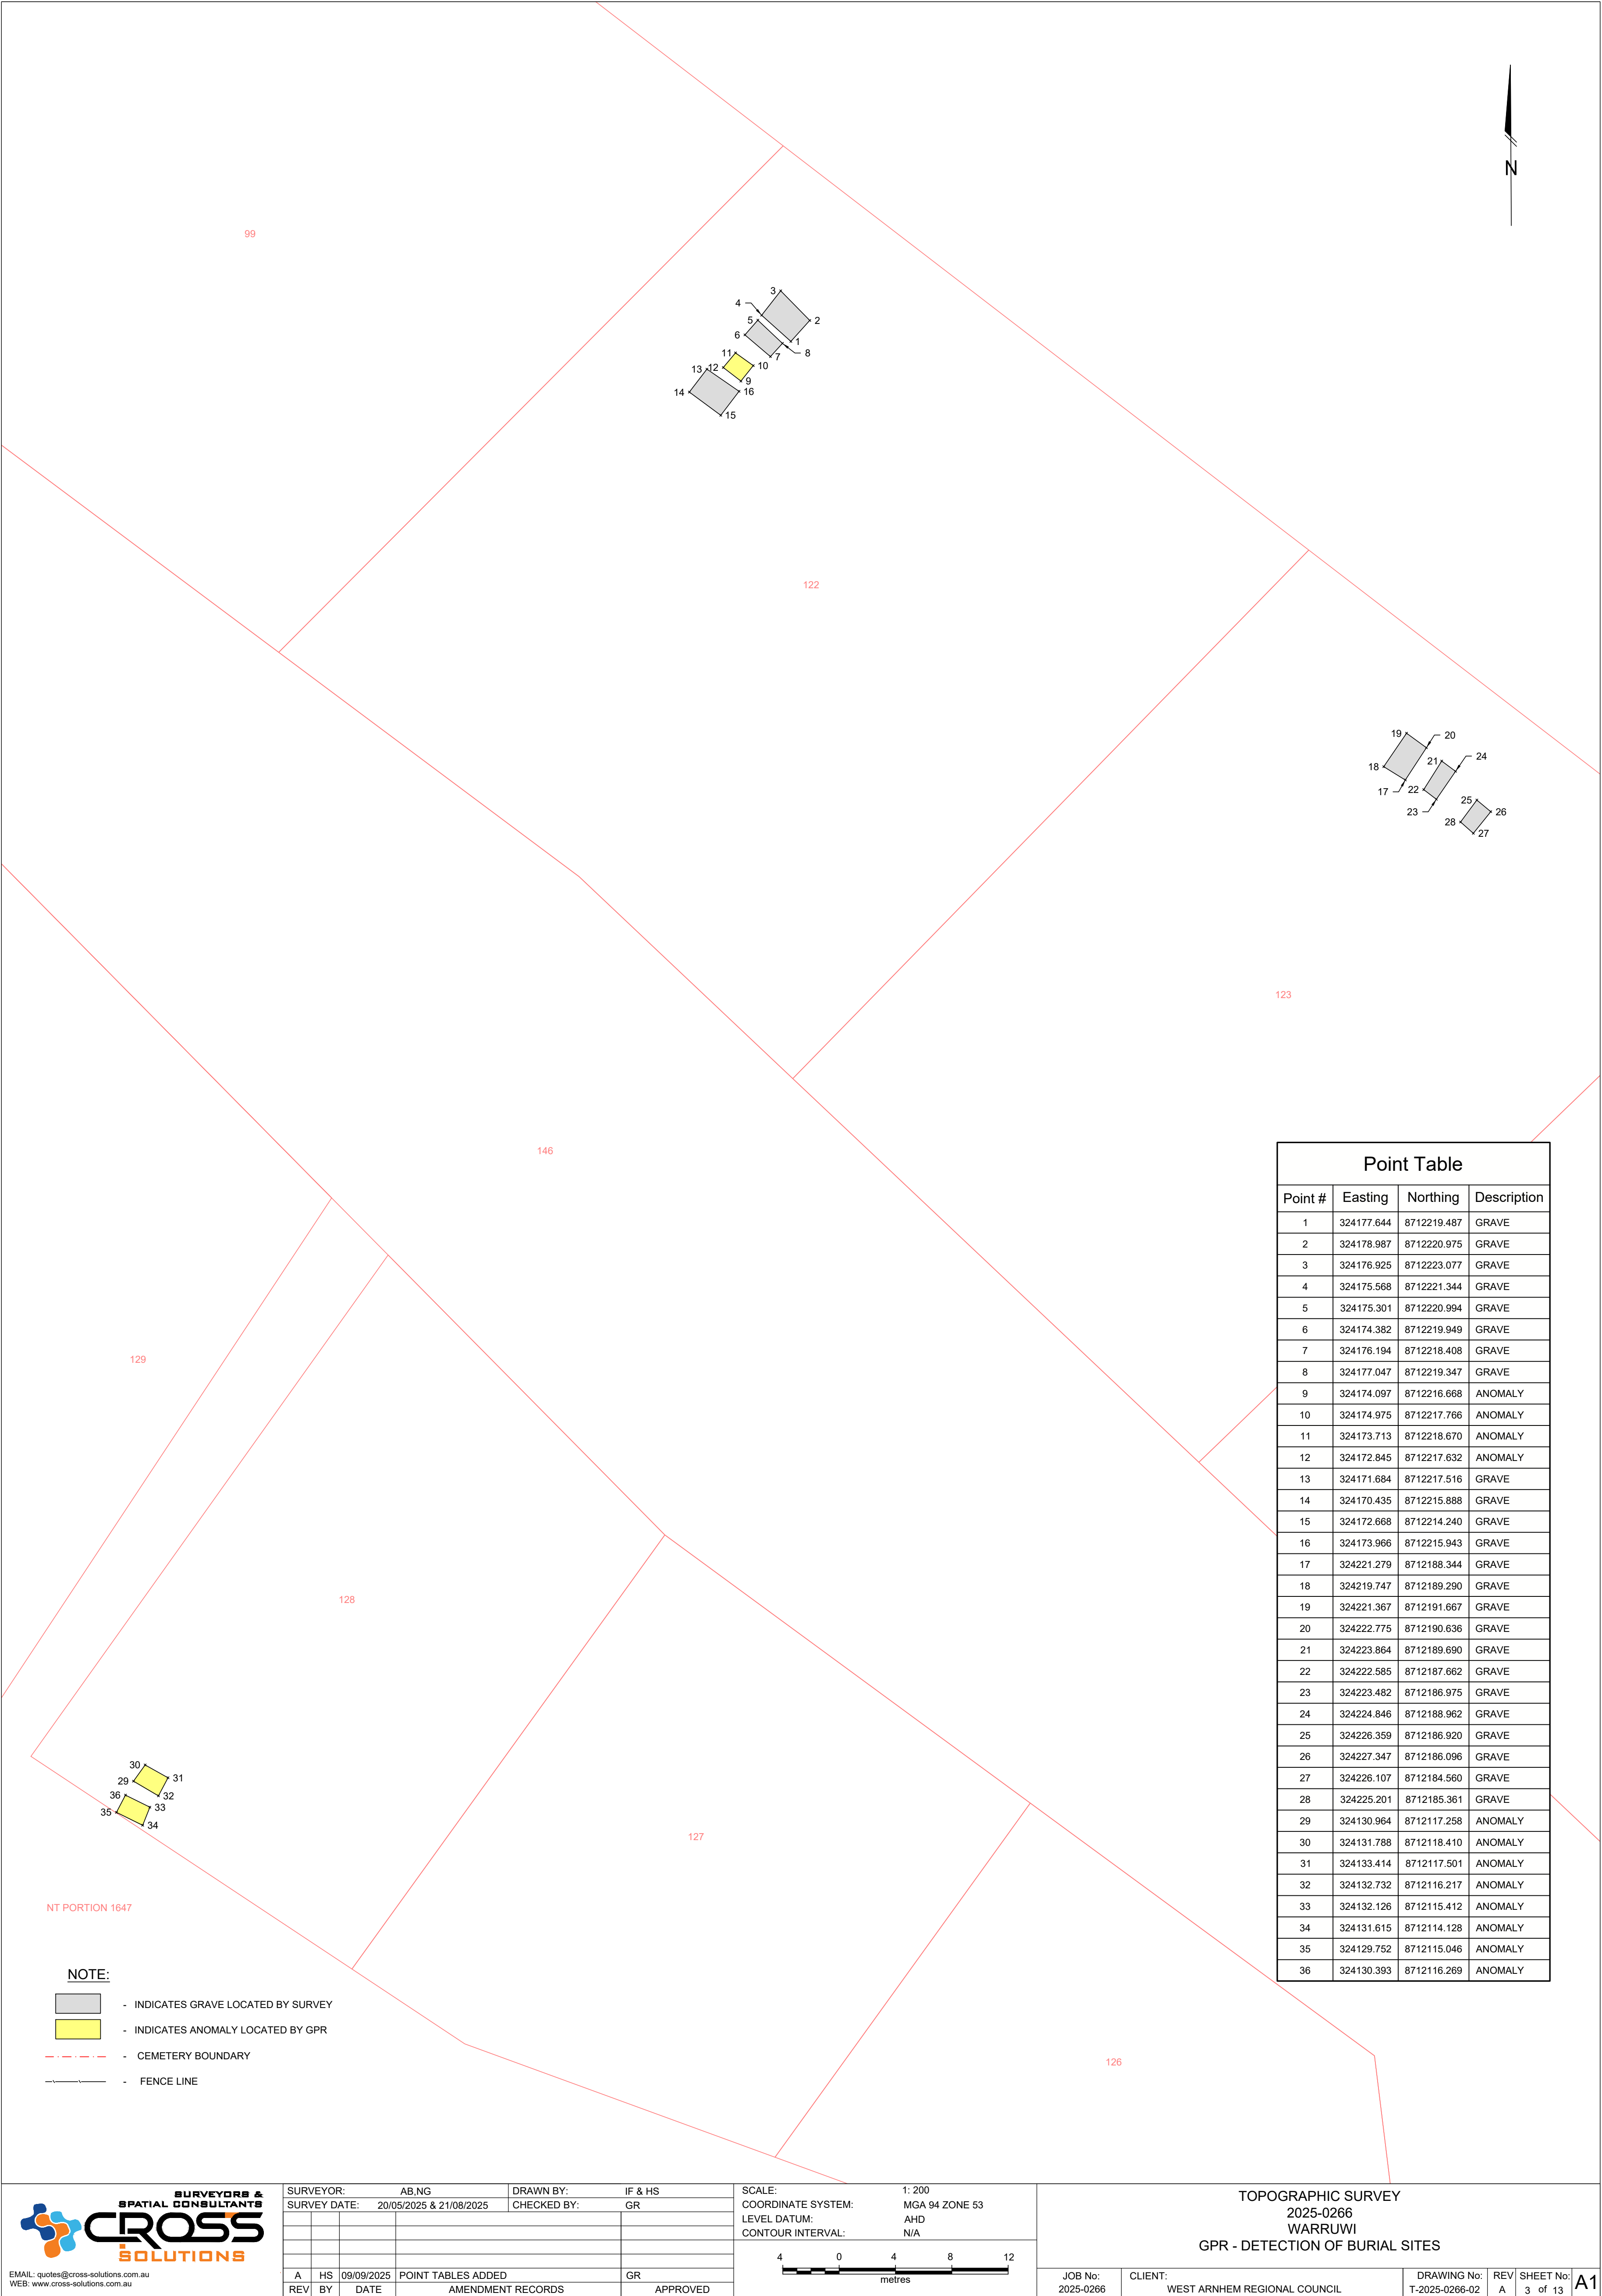 N
99
3
4
2
5
6
1
8
7
11
10
13
12
9
14
16
15
122
19
20
21
24
18
17
22
25
23
26
28
27
123
146
Point Table
Point # Easting Northing Description
1 324177.644 8712219.487 GRAVE
2 324178.987 8712220.975 GRAVE
3 324176.925 8712223.077 GRAVE
4 324175.568 8712221.344 GRAVE
5 324175.301 8712220.994 GRAVE
6 324174.382 8712219.949 GRAVE
7 324176.194 8712218.408 GRAVE
8 324177.047 8712219.347 GRAVE
9 324174.097 8712216.668 ANOMALY
10 324174.975 8712217.766 ANOMALY
11 324173.713 8712218.670 ANOMALY
12 324172.845 8712217.632 ANOMALY
13 324171.684 8712217.516 GRAVE
14 324170.435 8712215.888 GRAVE
15 324172.668 8712214.240 GRAVE
16 324173.966 8712215.943 GRAVE
17 324221.279 8712188.344 GRAVE
18 324219.747 8712189.290 GRAVE
19 324221.367 8712191.667 GRAVE
20 324222.775 8712190.636 GRAVE
21 324223.864 8712189.690 GRAVE
22 324222.585 8712187.662 GRAVE
23 324223.482 8712186.975 GRAVE
24 324224.846 8712188.962 GRAVE
25 324226.359 8712186.920 GRAVE
26 324227.347 8712186.096 GRAVE
27 324226.107 8712184.560 GRAVE
28 324225.201 8712185.361 GRAVE
29 324130.964 8712117.258 ANOMALY
30 324131.788 8712118.410 ANOMALY
31 324133.414 8712117.501 ANOMALY
32 324132.732 8712116.217 ANOMALY
33 324132.126 8712115.412 ANOMALY
34 324131.615 8712114.128 ANOMALY
35 324129.752 8712115.046 ANOMALY
36 324130.393 8712116.269 ANOMALY
129
128
30
31
29
32
36
33
35
34
127
NT PORTION 1647
126
NOTE:
- INDICATES GRAVE LOCATED BY SURVEY
- INDICATES ANOMALY LOCATED BY GPR
- CEMETERY BOUNDARY
- FENCE LINE
SURVEYORS &
SPATIAL CONSULTANTS
CROSS
SOLUTIONS
EMAIL: quotes@cross-solutions.com.au
WEB: www.cross-solutions.com.au
SURVEYOR: AB,NG DRAWN BY: IF & HS
SURVEY DATE: 20/05/2025 & 21/08/2025 CHECKED BY: GR
A HS 09/09/2025 POINT TABLES ADDED GR
REV BY DATE AMENDMENT RECORDS APPROVED
SCALE: 1: 200
COORDINATE SYSTEM: MGA 94 ZONE 53
LEVEL DATUM: AHD
CONTOUR INTERVAL: N/A
4 0 4 8 12
metres
TOPOGRAPHIC SURVEY
2025-0266
WARRUWI
GPR - DETECTION OF BURIAL SITES
JOB No: CLIENT: DRAWING No: REV SHEET No:
2025-0266 WEST ARNHEM REGIONAL COUNCIL T-2025-0266-02 A 3 of 13
A1